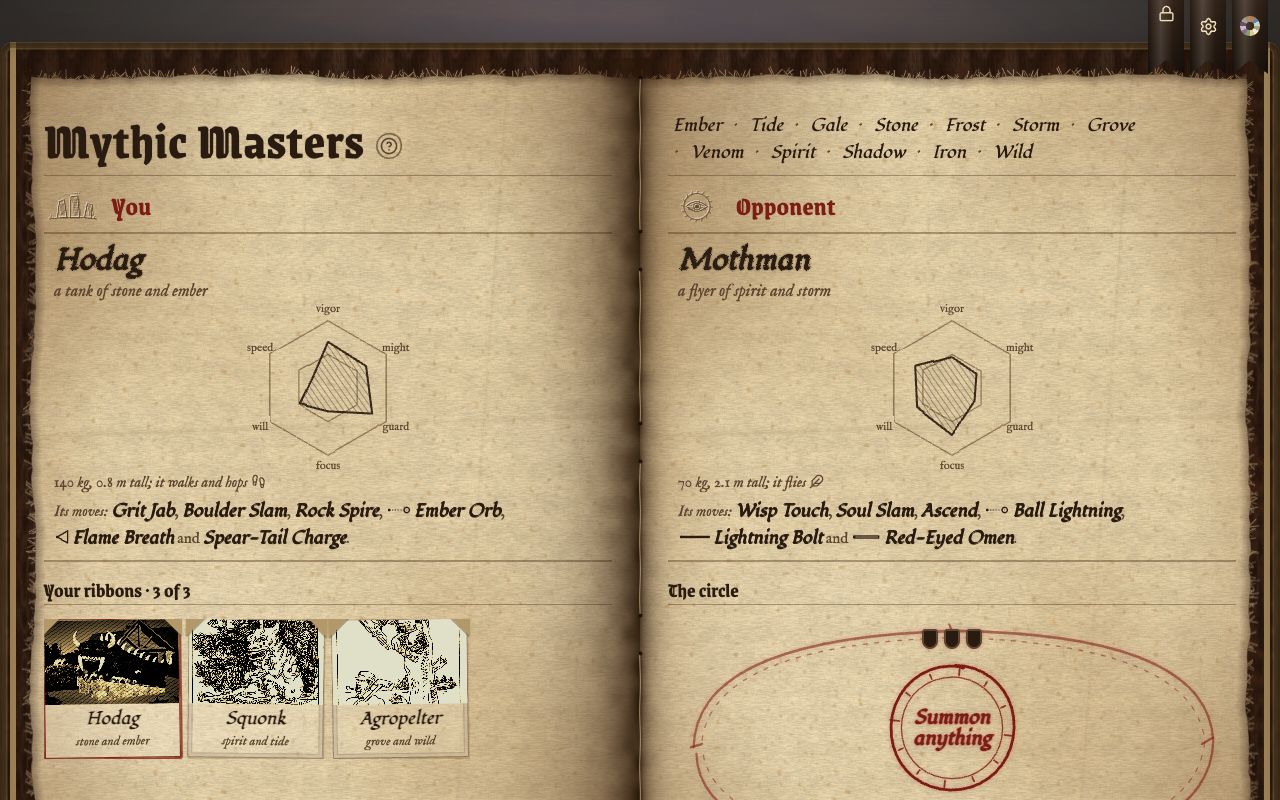 Mythic Masters ?
Ember · Tide · Gale · Stone · Frost · Storm · Grove
· Venom · Spirit · Shadow · Iron · Wild
You
Hodag
a tank of stone and ember
vigor
speed might
will guard
focus
140 kg, 0.8 m tall; it walks and hops
Its moves: Grit Jab, Boulder Slam, Rock Spire, Ember Orb,
Flame Breath and Spear-Tail Charge.
Your ribbons · 3 of 3
Hodag
stone and ember
Squonk
spirit and tide
Agropelter
grove and wild
Opponent
Mothman
a flyer of spirit and storm
vigor
speed might
will guard
focus
70 kg, 2.1 m tall; it flies
Its moves: Wisp Touch, Soul Slam, Ascend, Ball Lightning,
Lightning Bolt and Red-Eyed Omen.
The circle
Summon
anything